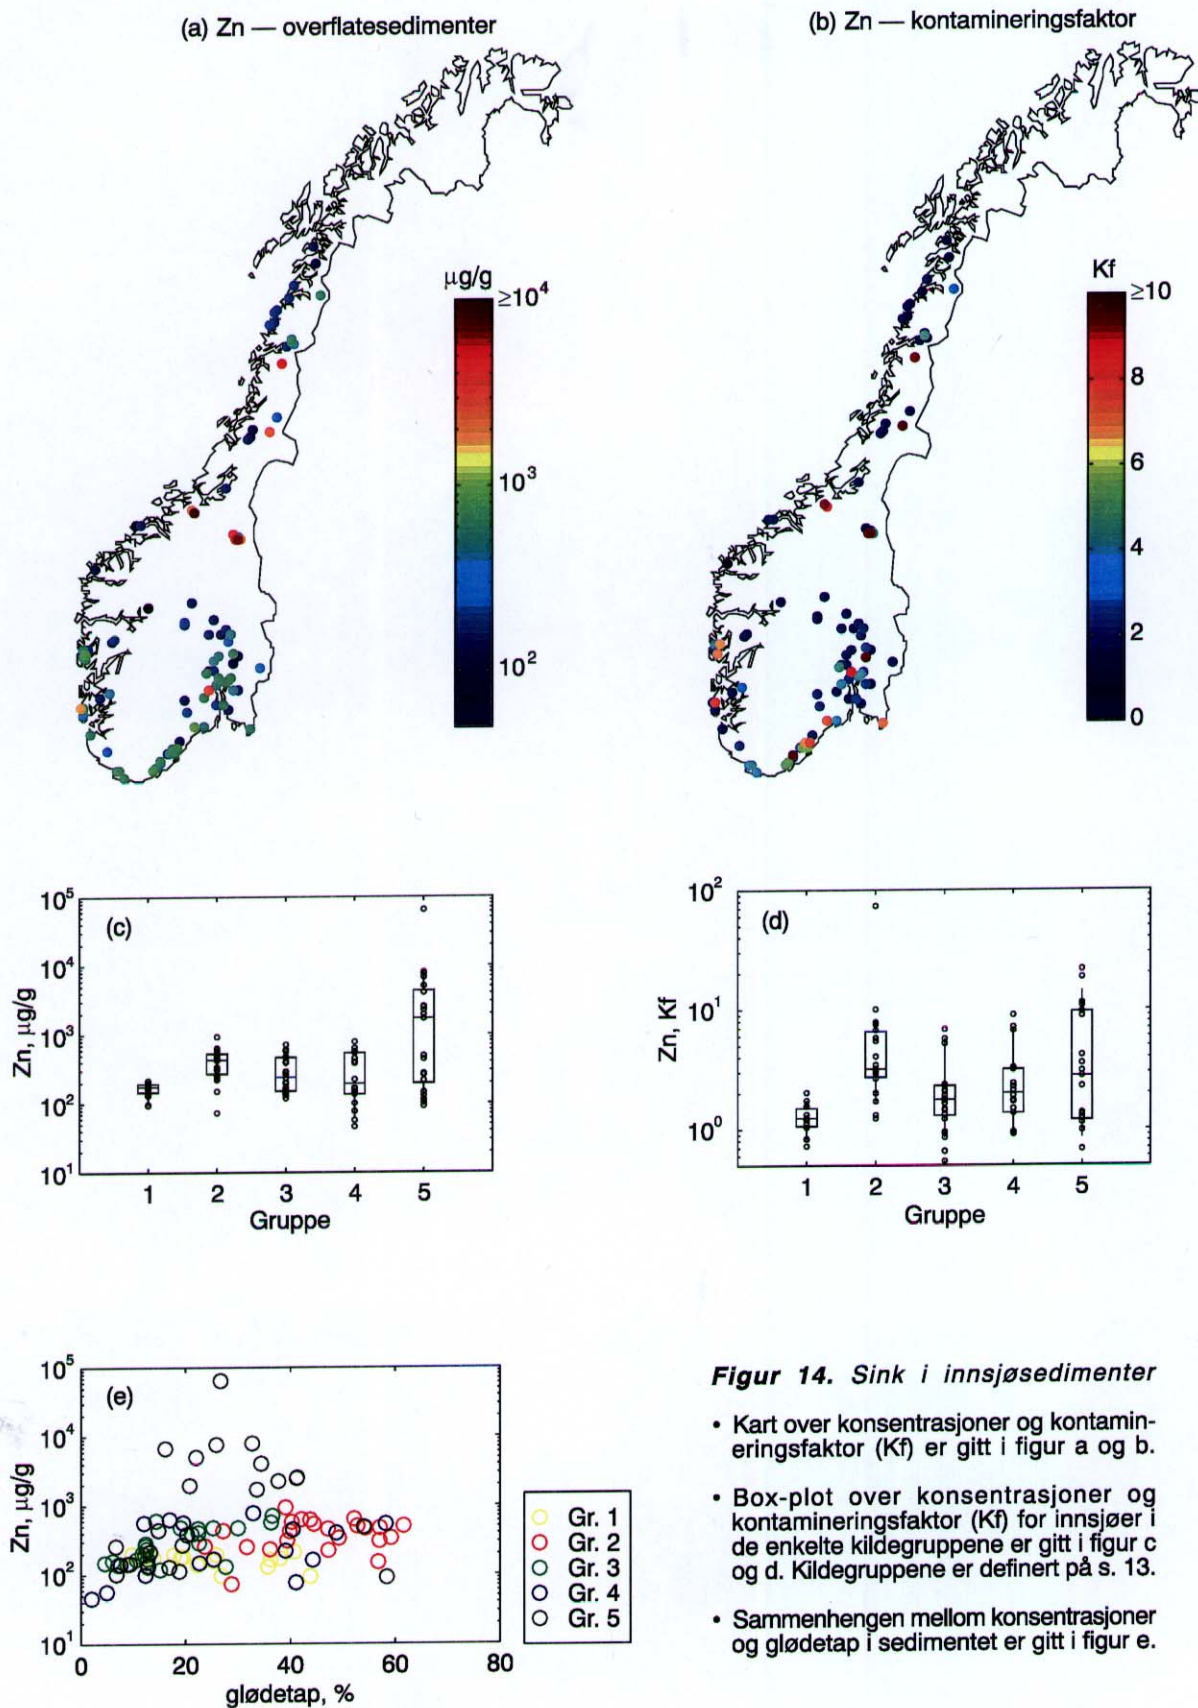 (a) Zn — overflatesedimenter
(b) Zn — kontamineringsfaktor
µg/g
≥10⁴
10³
10²
Kf
≥10
8
6
4
2
0
(c)
Zn, µg/g
10⁵
10⁴
10³
10²
10¹
1 2 3 4 5
Gruppe
(d)
Zn, Kf
10²
10¹
10⁰
1 2 3 4 5
Gruppe
(e)
Zn, µg/g
10⁵
10⁴
10³
10²
10¹
0 20 40 60 80
glødetap, %
Gr. 1
Gr. 2
Gr. 3
Gr. 4
Gr. 5
Figur 14. Sink i innsjøsedimenter
• Kart over konsentrasjoner og kontamin-
eringsfaktor (Kf) er gitt i figur a og b.
• Box-plot over konsentrasjoner og
kontamineringsfaktor (Kf) for innsjøer i
de enkelte kildegruppene er gitt i figur c
og d. Kildegruppene er definert på s. 13.
• Sammenhengen mellom konsentrasjoner
og glødetap i sedimentet er gitt i figur e.